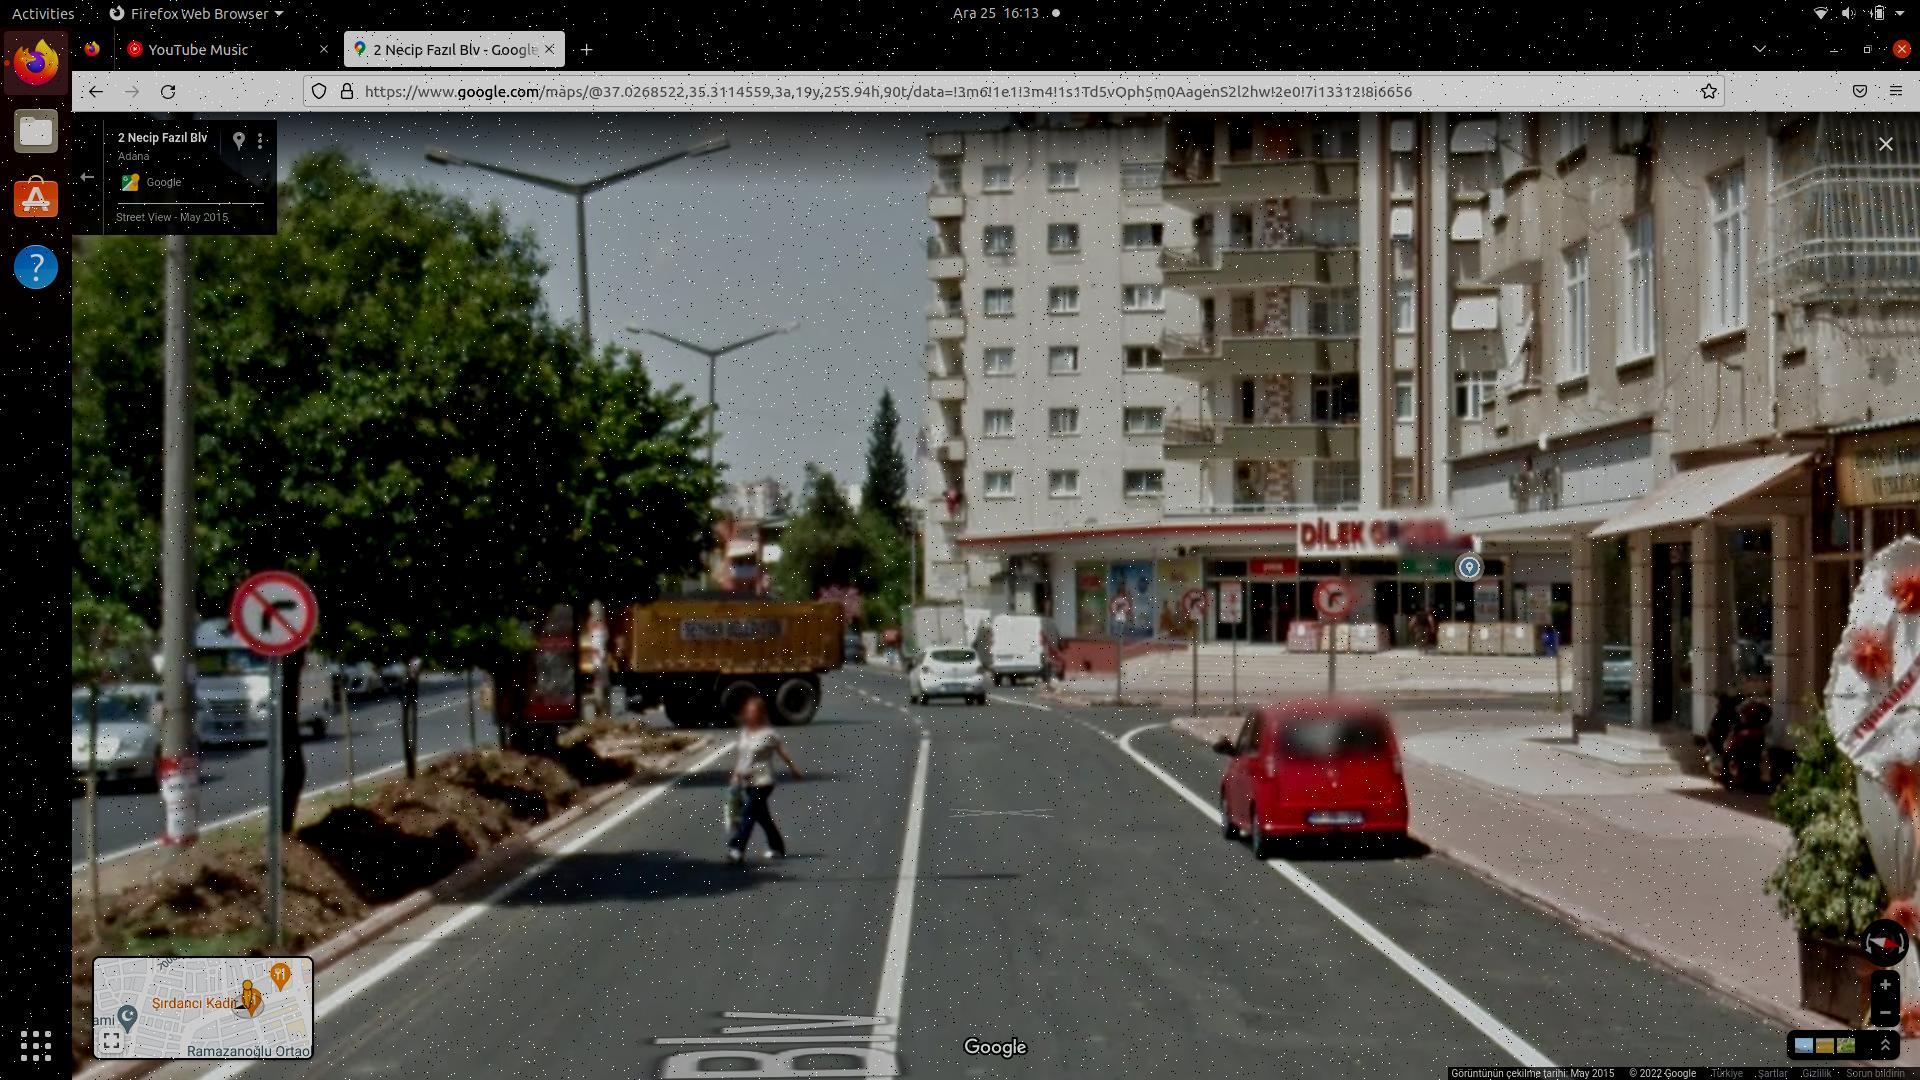 Activities
Firefox Web Browser
Ara 25 16:13
YouTube Music
2 Necip Fazıl Blv - Google
https://www.google.com/maps/@37.0268522,35.3114559,3a,19y,255.94h,90t/data=!3m6!1e1!3m4!1s1Td5vQph5m0AagenS2l2hw!2e0!7i13312!8i6656
2 Necip Fazıl Blv
Adana
Google
Street View - May 2015
DİLEK
Şırdancı Kadir
ami
Ramazanoğlu Ortao
Google
Görüntünün çekilme tarihi: May 2015
© 2022 Google
Türkiye
Şartlar
Gizlilik
Sorun bildirin